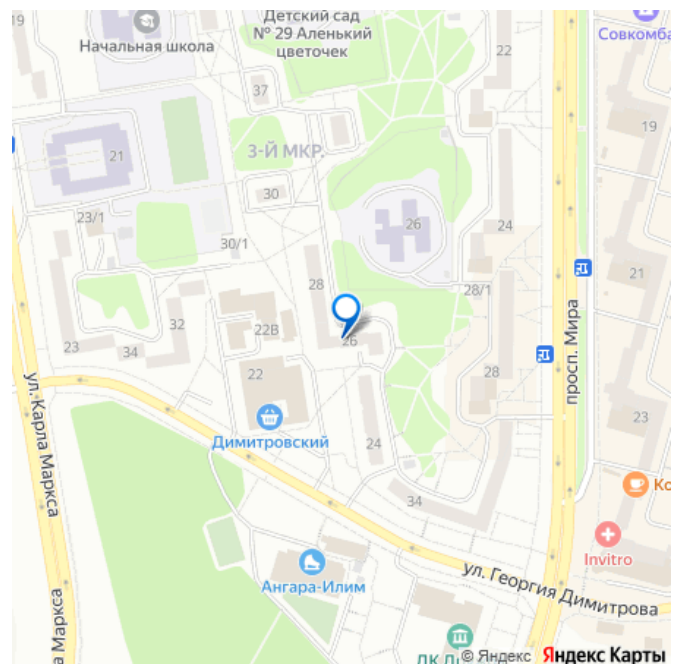 19
Начальная школа
Детский сад
№ 29 Аленький
цветочек
22
Совкомба
37
19
21
3-Й МКР.
30
26
24
23/1
30/1
28
28/1
21
32
22В
26
23
34
22
28
просп. Мира
ул. Карла Маркса
Димитровский
24
23
34
Ко
Invitro
Ангара-Илим
ул. Георгия Димитрова
а Маркса
© Яндекс Яндекс Карты